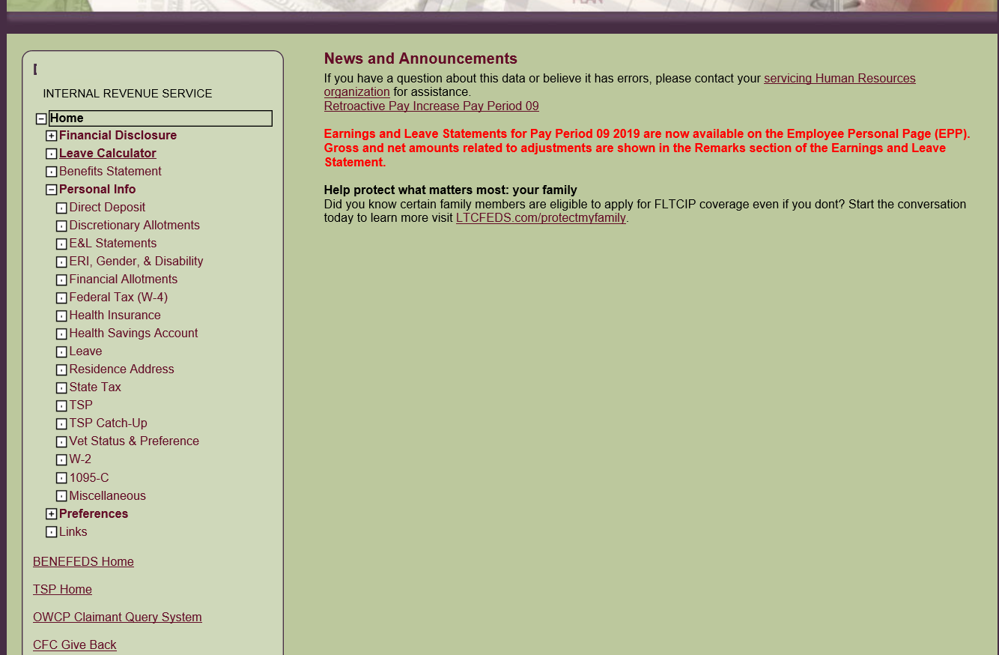 PLAN
INTERNAL REVENUE SERVICE
Home
Financial Disclosure
Leave Calculator
Benefits Statement
Personal Info
Direct Deposit
Discretionary Allotments
E&L Statements
ERI, Gender, & Disability
Financial Allotments
Federal Tax (W-4)
Health Insurance
Health Savings Account
Leave
Residence Address
State Tax
TSP
TSP Catch-Up
Vet Status & Preference
W-2
1095-C
Miscellaneous
Preferences
Links
BENEFEDS Home
TSP Home
OWCP Claimant Query System
CFC Give Back
News and Announcements
If you have a question about this data or believe it has errors, please contact your servicing Human Resources
organization for assistance.
Retroactive Pay Increase Pay Period 09
Earnings and Leave Statements for Pay Period 09 2019 are now available on the Employee Personal Page (EPP).
Gross and net amounts related to adjustments are shown in the Remarks section of the Earnings and Leave
Statement.
Help protect what matters most: your family
Did you know certain family members are eligible to apply for FLTCIP coverage even if you dont? Start the conversation
today to learn more visit LTCFEDS.com/protectmyfamily.